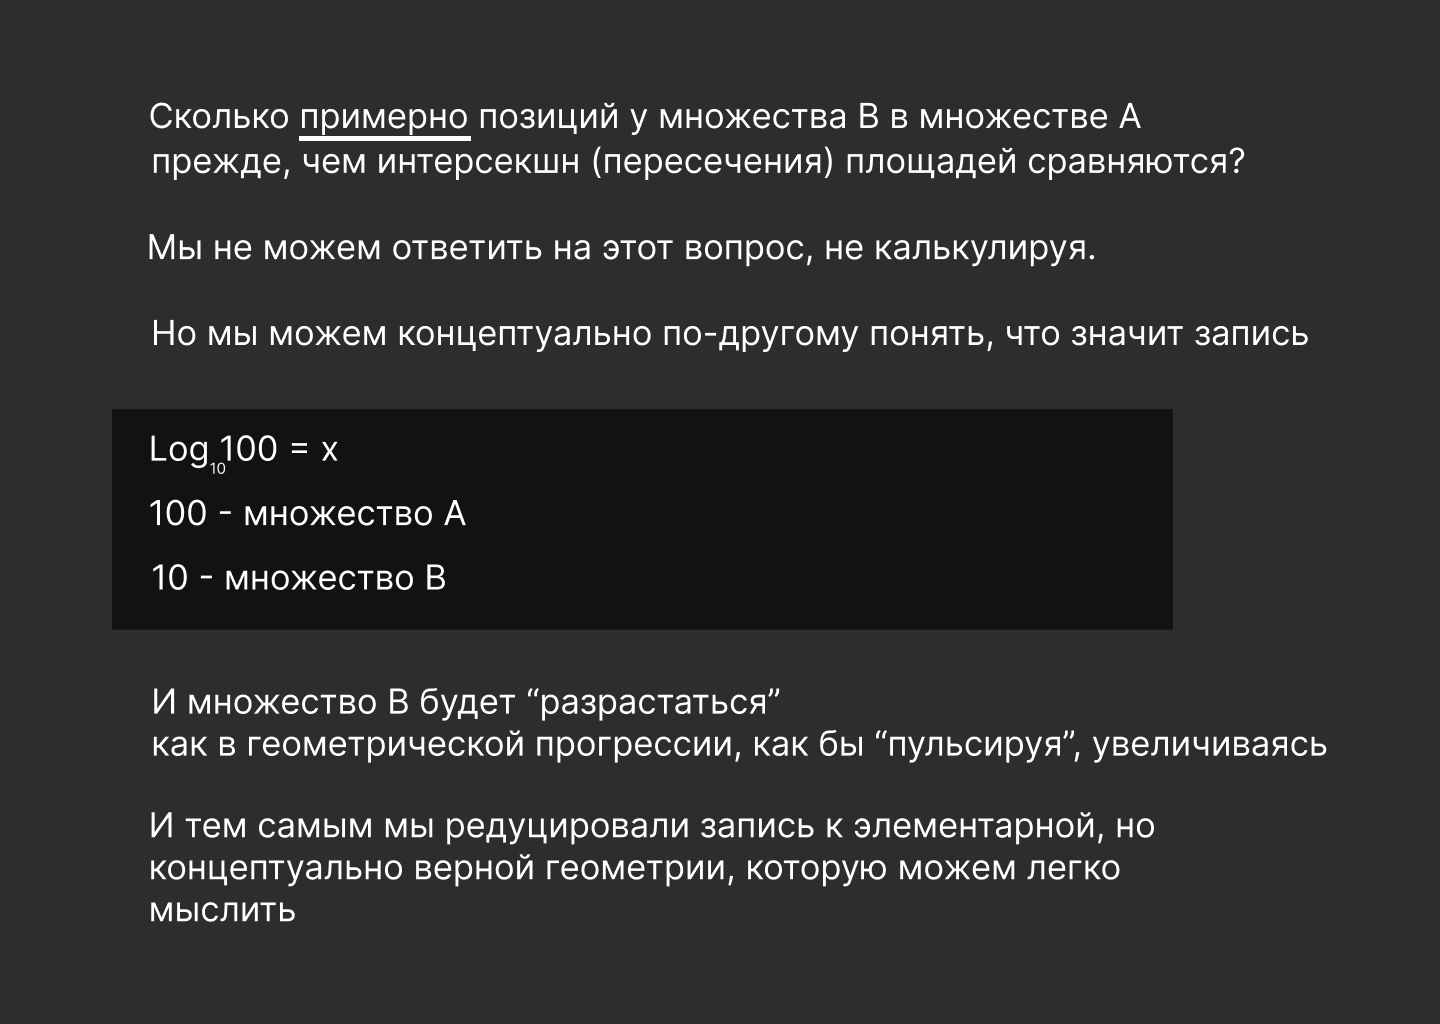 Сколько примерно позиций у множества B в множестве A
прежде, чем интерсекшн (пересечения) площадей сравняются?
Мы не можем ответить на этот вопрос, не калькулируя.
Но мы можем концептуально по-другому понять, что значит запись
Log₁₀100 = x
100 - множество A
10 - множество B
И множество B будет “разрастаться”
как в геометрической прогрессии, как бы “пульсируя”, увеличиваясь
И тем самым мы редуцировали запись к элементарной, но
концептуально верной геометрии, которую можем легко
мыслить